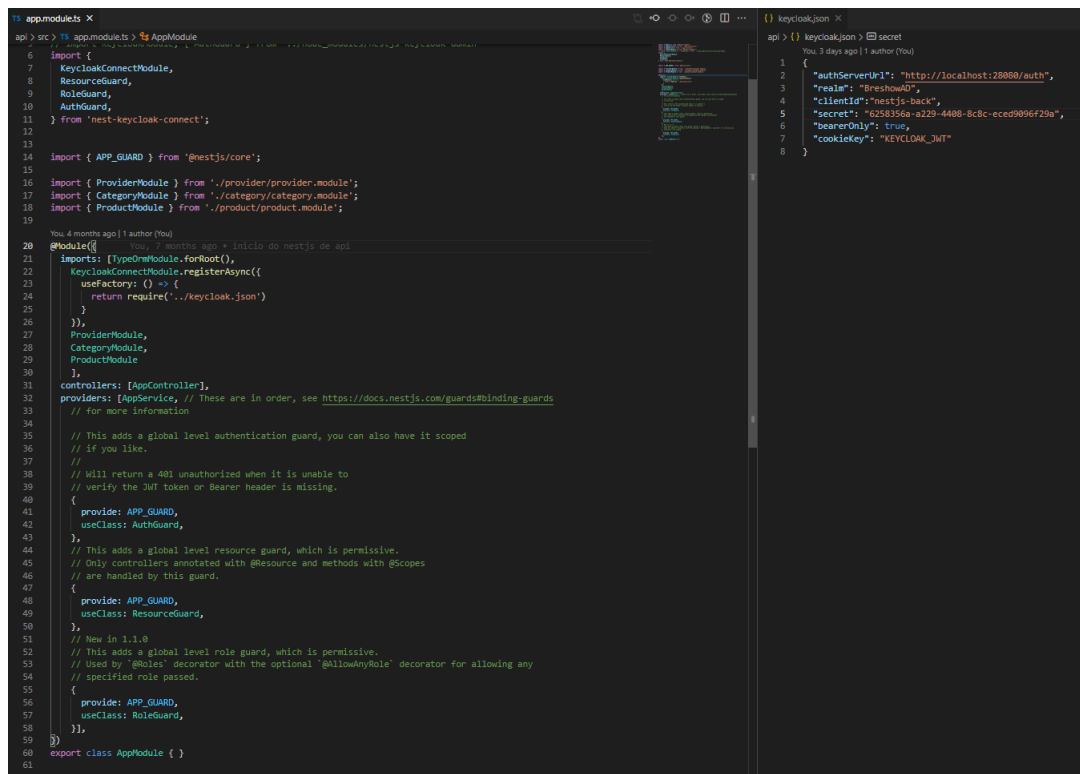 TS app.module.ts ×
api > src > TS app.module.ts > AppModule
5 // import KeycloakModule, { AuthGuard } from '../node_modules/nestjs-keycloak-admin'
6 import {
7 KeycloakConnectModule,
8 ResourceGuard,
9 RoleGuard,
10 AuthGuard,
11 } from 'nest-keycloak-connect';
12
13
14 import { APP_GUARD } from '@nestjs/core';
15
16 import { ProviderModule } from './provider/provider.module';
17 import { CategoryModule } from './category/category.module';
18 import { ProductModule } from './product/product.module';
19
You, 4 months ago | 1 author (You)
20 @Module({ You, 7 months ago • inicio do nestjs de api
21 imports: [TypeOrmModule.forRoot(),
22 KeycloakConnectModule.registerAsync({
23 useFactory: () => {
24 return require('../keycloak.json')
25 }
26 }),
27 ProviderModule,
28 CategoryModule,
29 ProductModule
30 ],
31 controllers: [AppController],
32 providers: [AppService, // These are in order, see https://docs.nestjs.com/guards#binding-guards
33 // for more information
34
35 // This adds a global level authentication guard, you can also have it scoped
36 // if you like.
37 //
38 // Will return a 401 unauthorized when it is unable to
39 // verify the JWT token or Bearer header is missing.
40 {
41 provide: APP_GUARD,
42 useClass: AuthGuard,
43 },
44 // This adds a global level resource guard, which is permissive.
45 // Only controllers annotated with @Resource and methods with @Scopes
46 // are handled by this guard.
47 {
48 provide: APP_GUARD,
49 useClass: ResourceGuard,
50 },
51 // New in 1.1.0
52 // This adds a global level role guard, which is permissive.
53 // Used by `@Roles` decorator with the optional `@AllowAnyRole` decorator for allowing any
54 // specified role passed.
55 {
56 provide: APP_GUARD,
57 useClass: RoleGuard,
58 }],
59 })
60 export class AppModule { }
61
{} keycloak.json ×
api > {} keycloak.json > secret
You, 3 days ago | 1 author (You)
1 {
2 "authServerUrl": "http://localhost:28080/auth",
3 "realm": "BreshowAD",
4 "clientId":"nestjs-back",
5 "secret": "6258356a-a229-4408-8c8c-eced9096f29a",
6 "bearerOnly": true,
7 "cookieKey": "KEYCLOAK_JWT"
8 }